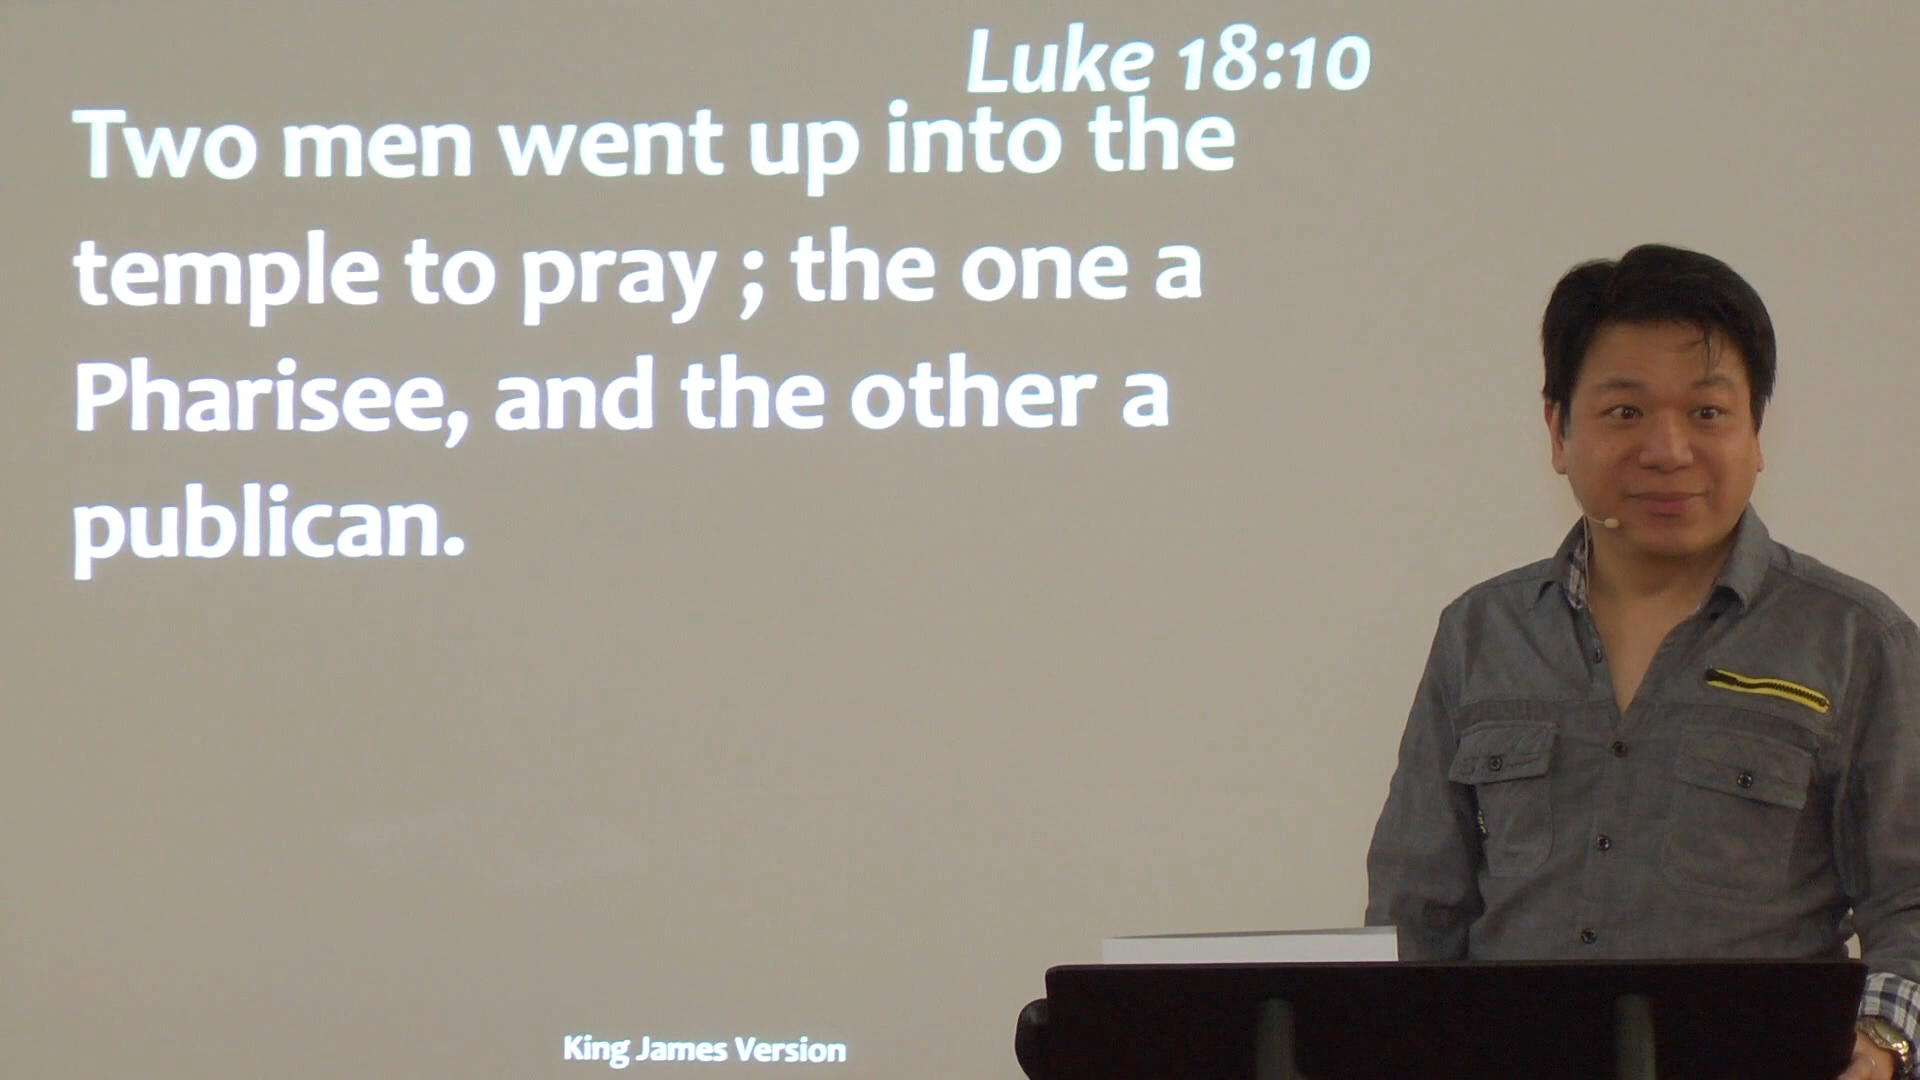 Luke 18:10
Two men went up into the
temple to pray ; the one a
Pharisee, and the other a
publican.
King James Version